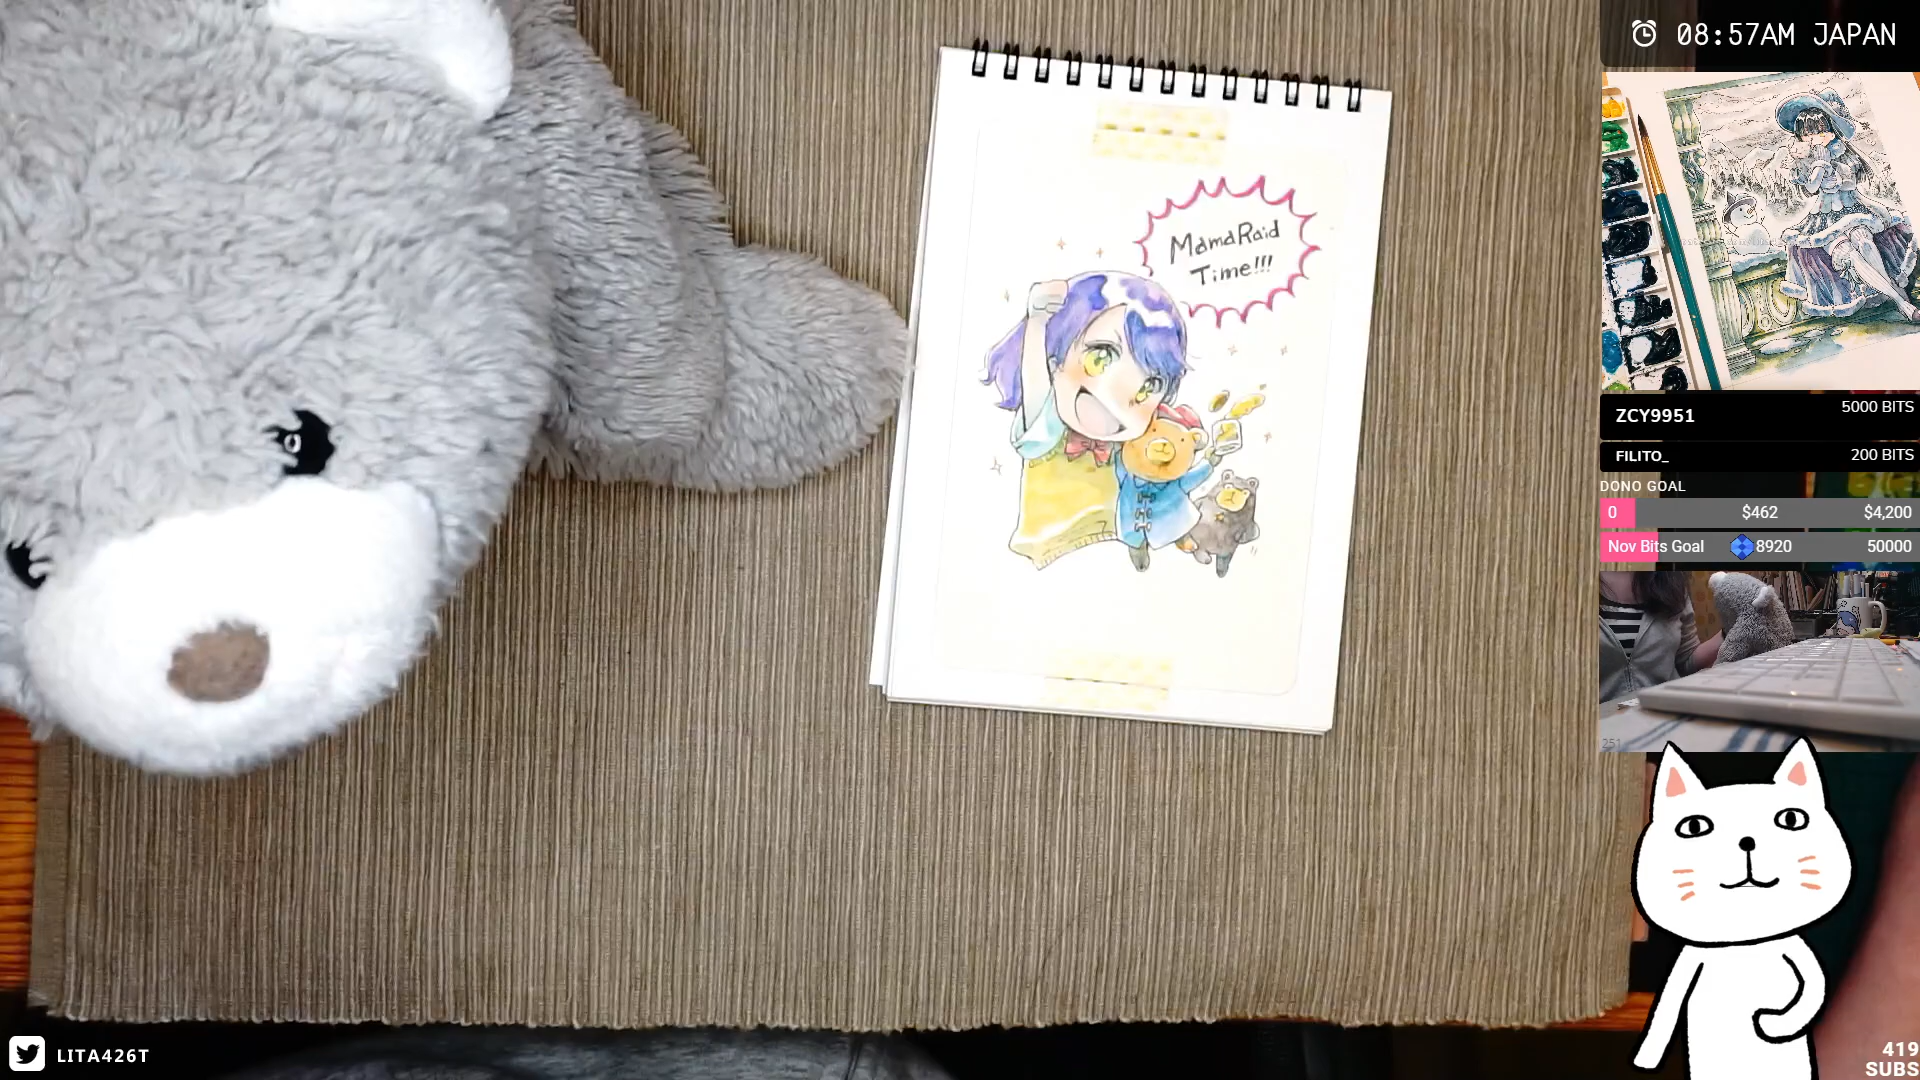 08:57AM JAPAN
MamaRaid
Time!!!
ZCY9951 5000 BITS
FILITO_ 200 BITS
DONO GOAL
0 $462 $4,200
Nov Bits Goal 8920 50000
251
LITA426T
419
SUBS